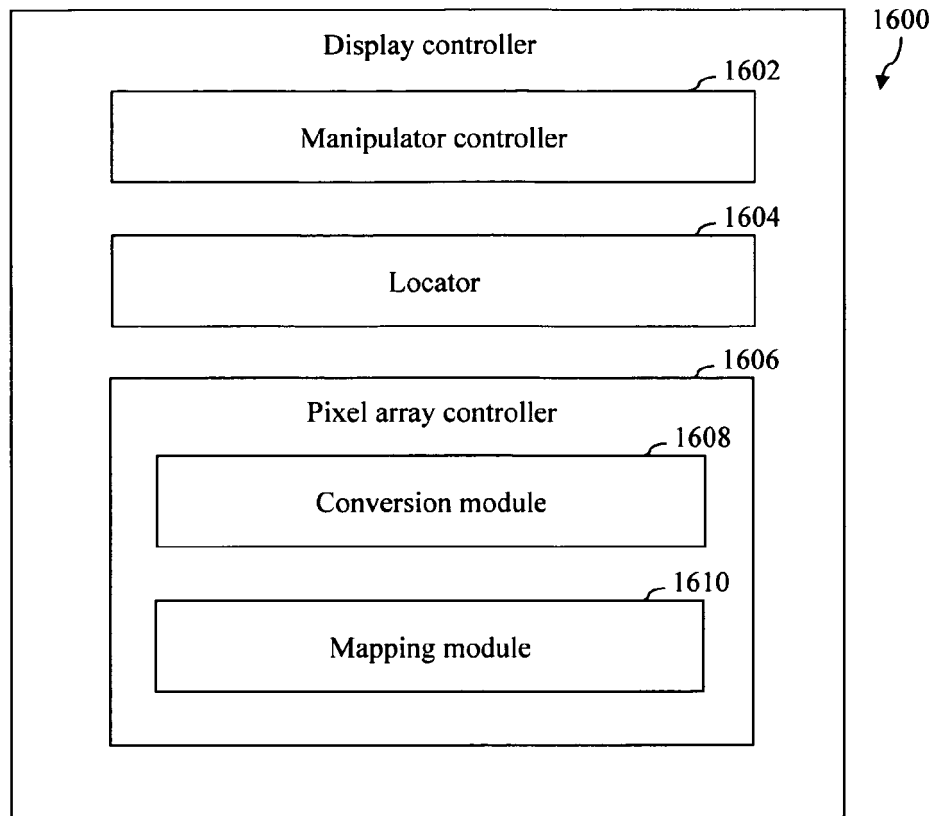 1600
Display controller
1602
Manipulator controller
1604
Locator
1606
Pixel array controller
1608
Conversion module
1610
Mapping module